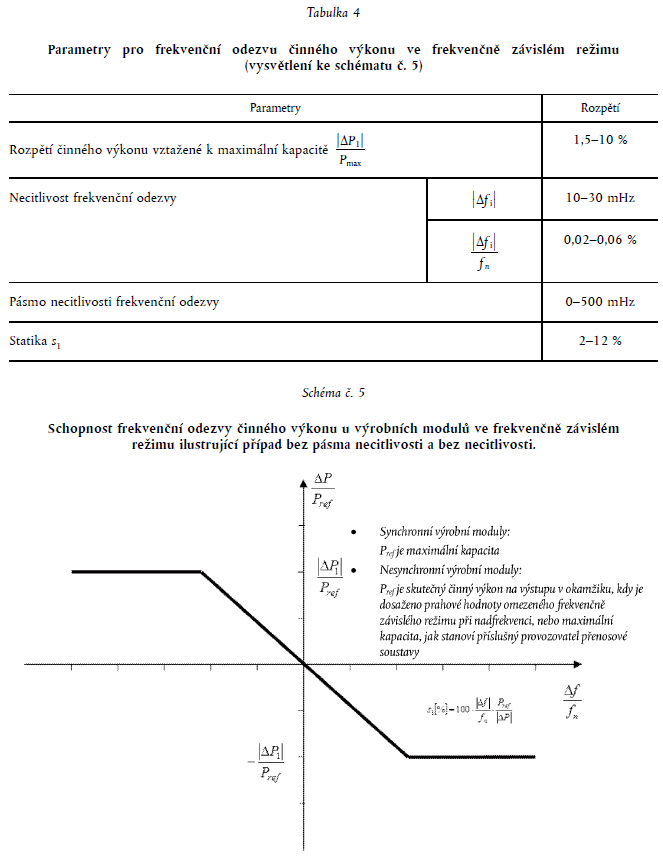 Tabulka 4
Parametry pro frekvenční odezvu činného výkonu ve frekvenčně závislém režimu
(vysvětlení ke schématu č. 5)
Parametry Rozpětí
Rozpětí činného výkonu vztažené k maximální kapacitě |ΔP1| / Pmax 1,5–10 %
Necitlivost frekvenční odezvy |Δfi| 10–30 mHz
|Δfi| / fn 0,02–0,06 %
Pásmo necitlivosti frekvenční odezvy 0–500 mHz
Statika s1 2–12 %
Schéma č. 5
Schopnost frekvenční odezvy činného výkonu u výrobních modulů ve frekvenčně závislém
režimu ilustrující případ bez pásma necitlivosti a bez necitlivosti.
ΔP / Pref
• Synchronní výrobní moduly:
Pref je maximální kapacita
|ΔP1| / Pref
• Nesynchronní výrobní moduly:
Pref je skutečný činný výkon na výstupu v okamžiku, kdy je
dosaženo prahové hodnoty omezeného frekvenčně
závislého režimu při nadfrekvenci, nebo maximální
kapacita, jak stanoví příslušný provozovatel přenosové
soustavy
Δf / fn
s1[%]=100 · |Δf| / fn · Pref / |ΔP|
−|ΔP1| / Pref